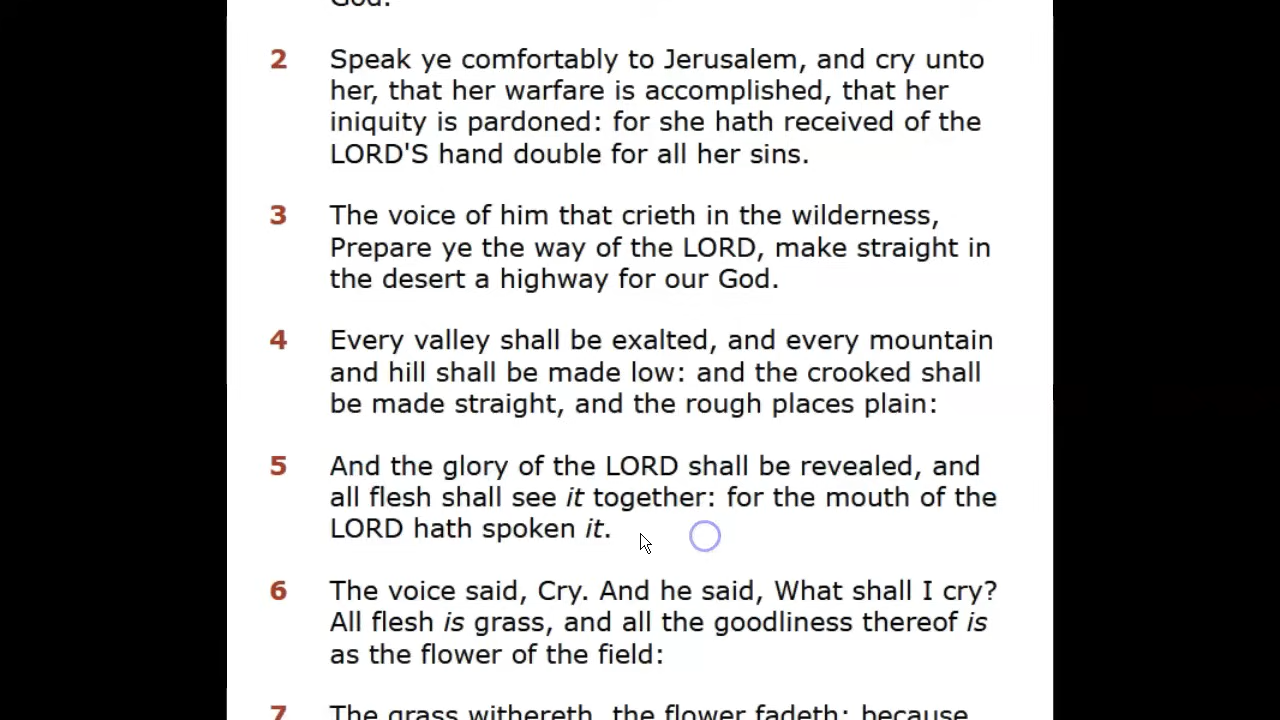 God.
2 Speak ye comfortably to Jerusalem, and cry unto
her, that her warfare is accomplished, that her
iniquity is pardoned: for she hath received of the
LORD'S hand double for all her sins.
3 The voice of him that crieth in the wilderness,
Prepare ye the way of the LORD, make straight in
the desert a highway for our God.
4 Every valley shall be exalted, and every mountain
and hill shall be made low: and the crooked shall
be made straight, and the rough places plain:
5 And the glory of the LORD shall be revealed, and
all flesh shall see it together: for the mouth of the
LORD hath spoken it.
6 The voice said, Cry. And he said, What shall I cry?
All flesh is grass, and all the goodliness thereof is
as the flower of the field:
7 The grass withereth, the flower fadeth: because